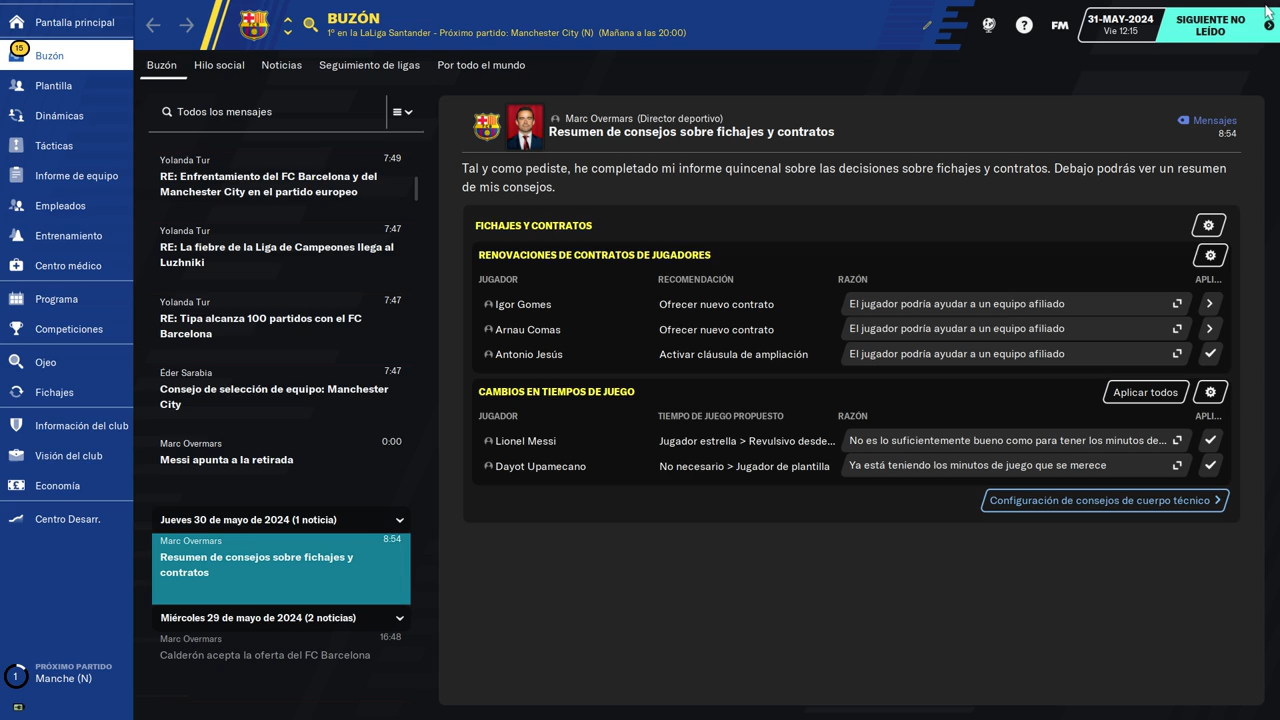 Pantalla principal
15
Buzón
Plantilla
Dinámicas
Tácticas
Informe de equipo
Empleados
Entrenamiento
Centro médico
Programa
Competiciones
Ojeo
Fichajes
Información del club
Visión del club
Economía
Centro Desarr.
PRÓXIMO PARTIDO
1
Manche (N)
BUZÓN
1º en la LaLiga Santander - Próximo partido: Manchester City (N) (Mañana a las 20:00)
FM
31-MAY-2024
Vie 12:15
SIGUIENTE NO
LEÍDO
Buzón
Hilo social
Noticias
Seguimiento de ligas
Por todo el mundo
Todos los mensajes
Yolanda Tur
7:49
RE: Enfrentamiento del FC Barcelona y del
Manchester City en el partido europeo
Yolanda Tur
7:47
RE: La fiebre de la Liga de Campeones llega al
Luzhniki
Yolanda Tur
7:47
RE: Tipa alcanza 100 partidos con el FC
Barcelona
Éder Sarabia
7:47
Consejo de selección de equipo: Manchester
City
Marc Overmars
0:00
Messi apunta a la retirada
Jueves 30 de mayo de 2024 (1 noticia)
Marc Overmars
8:54
Resumen de consejos sobre fichajes y
contratos
Miércoles 29 de mayo de 2024 (2 noticias)
Marc Overmars
16:48
Calderón acepta la oferta del FC Barcelona
Marc Overmars (Director deportivo)
Resumen de consejos sobre fichajes y contratos
Mensajes
8:54
Tal y como pediste, he completado mi informe quincenal sobre las decisiones sobre fichajes y contratos. Debajo podrás ver un resumen
de mis consejos.
FICHAJES Y CONTRATOS
RENOVACIONES DE CONTRATOS DE JUGADORES
JUGADOR RECOMENDACIÓN RAZÓN APLI...
Igor Gomes Ofrecer nuevo contrato El jugador podría ayudar a un equipo afiliado
Arnau Comas Ofrecer nuevo contrato El jugador podría ayudar a un equipo afiliado
Antonio Jesús Activar cláusula de ampliación El jugador podría ayudar a un equipo afiliado
CAMBIOS EN TIEMPOS DE JUEGO
Aplicar todos
JUGADOR TIEMPO DE JUEGO PROPUESTO RAZÓN APLI...
Lionel Messi Jugador estrella > Revulsivo desde... No es lo suficientemente bueno como para tener los minutos de...
Dayot Upamecano No necesario > Jugador de plantilla Ya está teniendo los minutos de juego que se merece
Configuración de consejos de cuerpo técnico